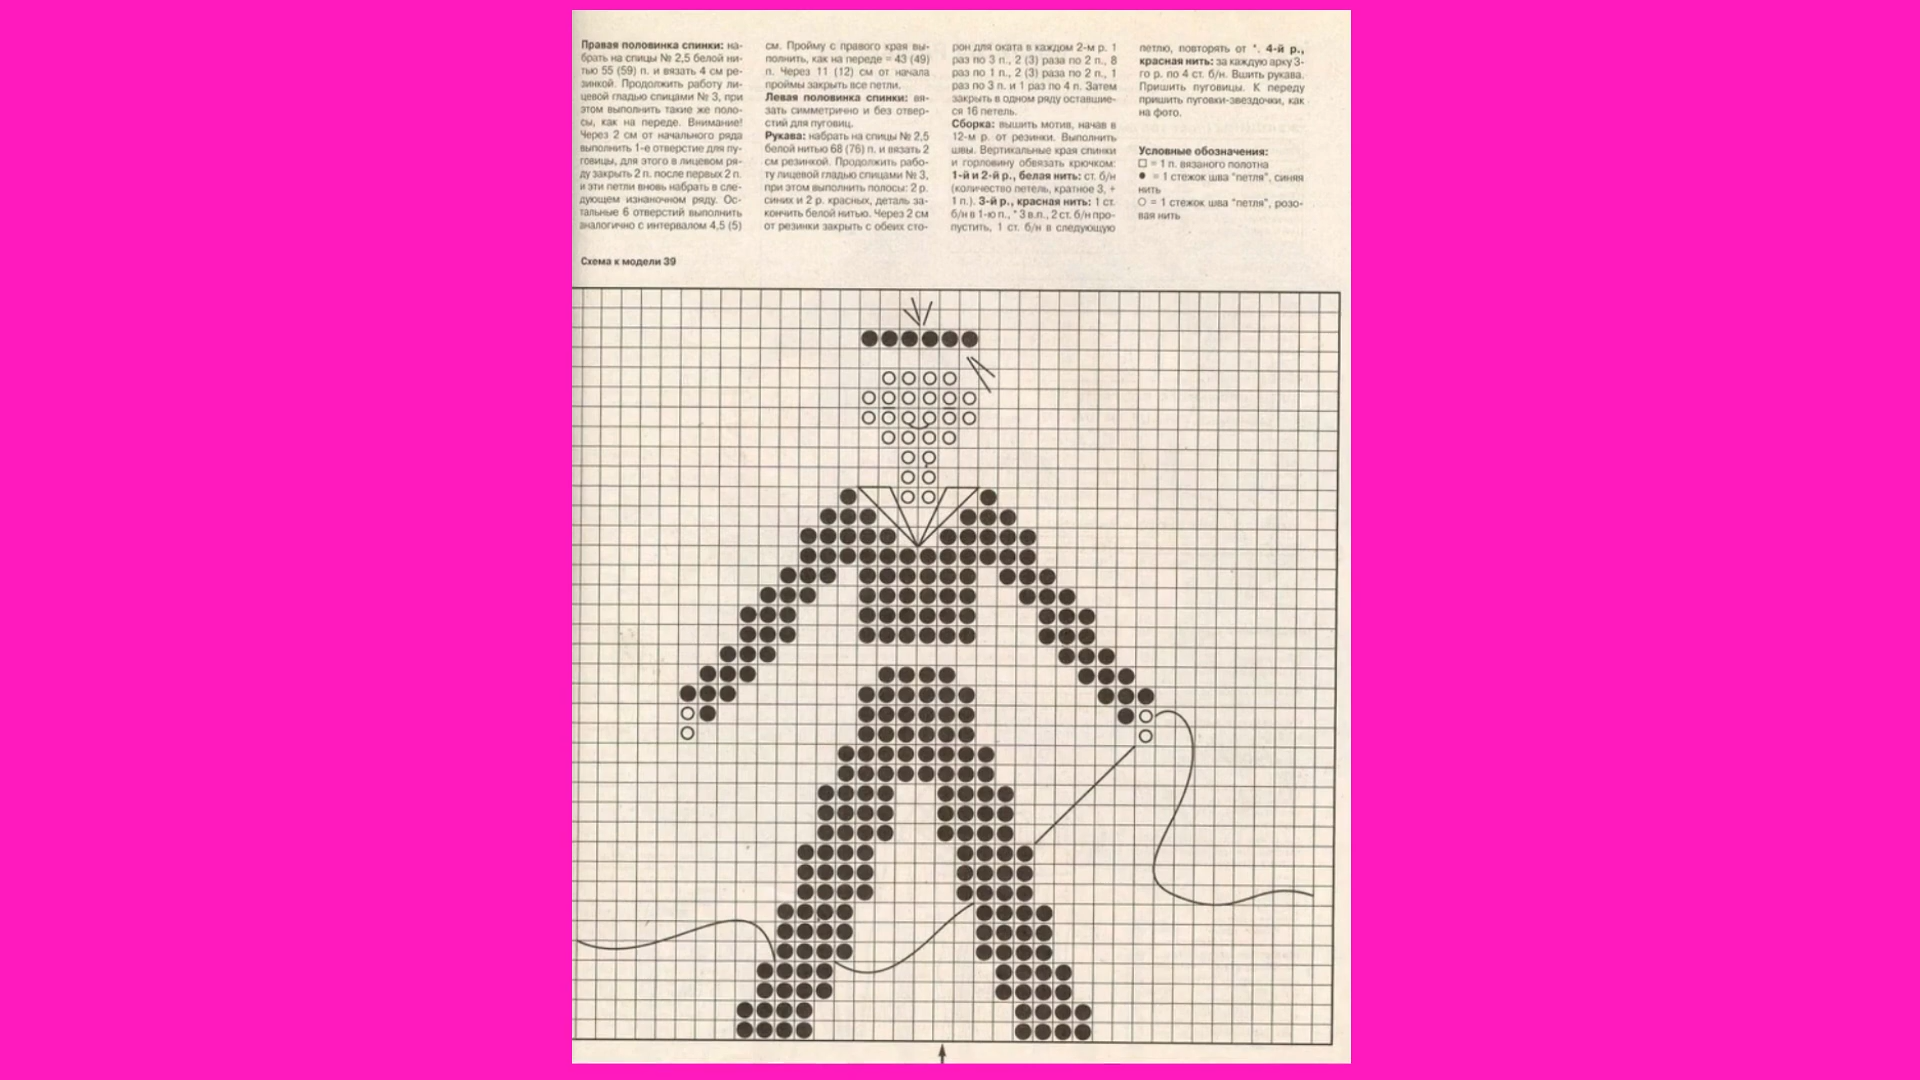 Правая половинка спинки: на-
брать на спицы № 2,5 белой ни-
тью 55 (59) п. и вязать 4 см ре-
зинкой. Продолжить работу ли-
цевой гладью спицами № 3, при
этом выполнить такие же поло-
сы, как на переде. Внимание!
Через 2 см от начального ряда
выполнить 1-е отверстие для пу-
говицы, для этого в лицевом ря-
ду закрыть 2 п. после первых 2 п.
и эти петли вновь набрать в сле-
дующем изнаночном ряду. Ос-
тальные 6 отверстий выполнить
аналогично с интервалом 4,5 (5)
см. Пройму с правого края вы-
полнить, как на переде = 43 (49)
п. Через 11 (12) см от начала
проймы закрыть все петли.
Левая половинка спинки: вя-
зать симметрично и без отвер-
стий для пуговиц.
Рукава: набрать на спицы № 2,5
белой нитью 68 (76) п. и вязать 2
см резинкой. Продолжить рабо-
ту лицевой гладью спицами № 3,
при этом выполнить полосы: 2 р.
синих и 2 р. красных, деталь за-
кончить белой нитью. Через 2 см
от резинки закрыть с обеих сто-
рон для оката в каждом 2-м р. 1
раз по 3 п., 2 (3) раза по 2 п., 8
раз по 1 п., 2 (3) раза по 2 п., 1
раз по 3 п. и 1 раз по 4 п. Затем
закрыть в одном ряду оставшие-
ся 16 петель.
Сборка: вышить мотив, начав в
12-м р. от резинки. Выполнить
швы. Вертикальные края спинки
и горловину обвязать крючком:
1-й и 2-й р., белая нить: ст. б/н
(количество петель, кратное 3, +
1 п.). 3-й р., красная нить: 1 ст.
б/н в 1-ю п., * 3 в.п., 2 ст. б/н про-
пустить, 1 ст. б/н в следующую
петлю, повторять от *. 4-й р.,
красная нить: за каждую арку 3-
го р. по 4 ст. б/н. Вшить рукава.
Пришить пуговицы. К переду
пришить пуговки-звездочки, как
на фото.
Условные обозначения:
□ = 1 п. вязаного полотна
● = 1 стежок шва "петля", синяя
нить
○ = 1 стежок шва "петля", розо-
вая нить
Схема к модели 39